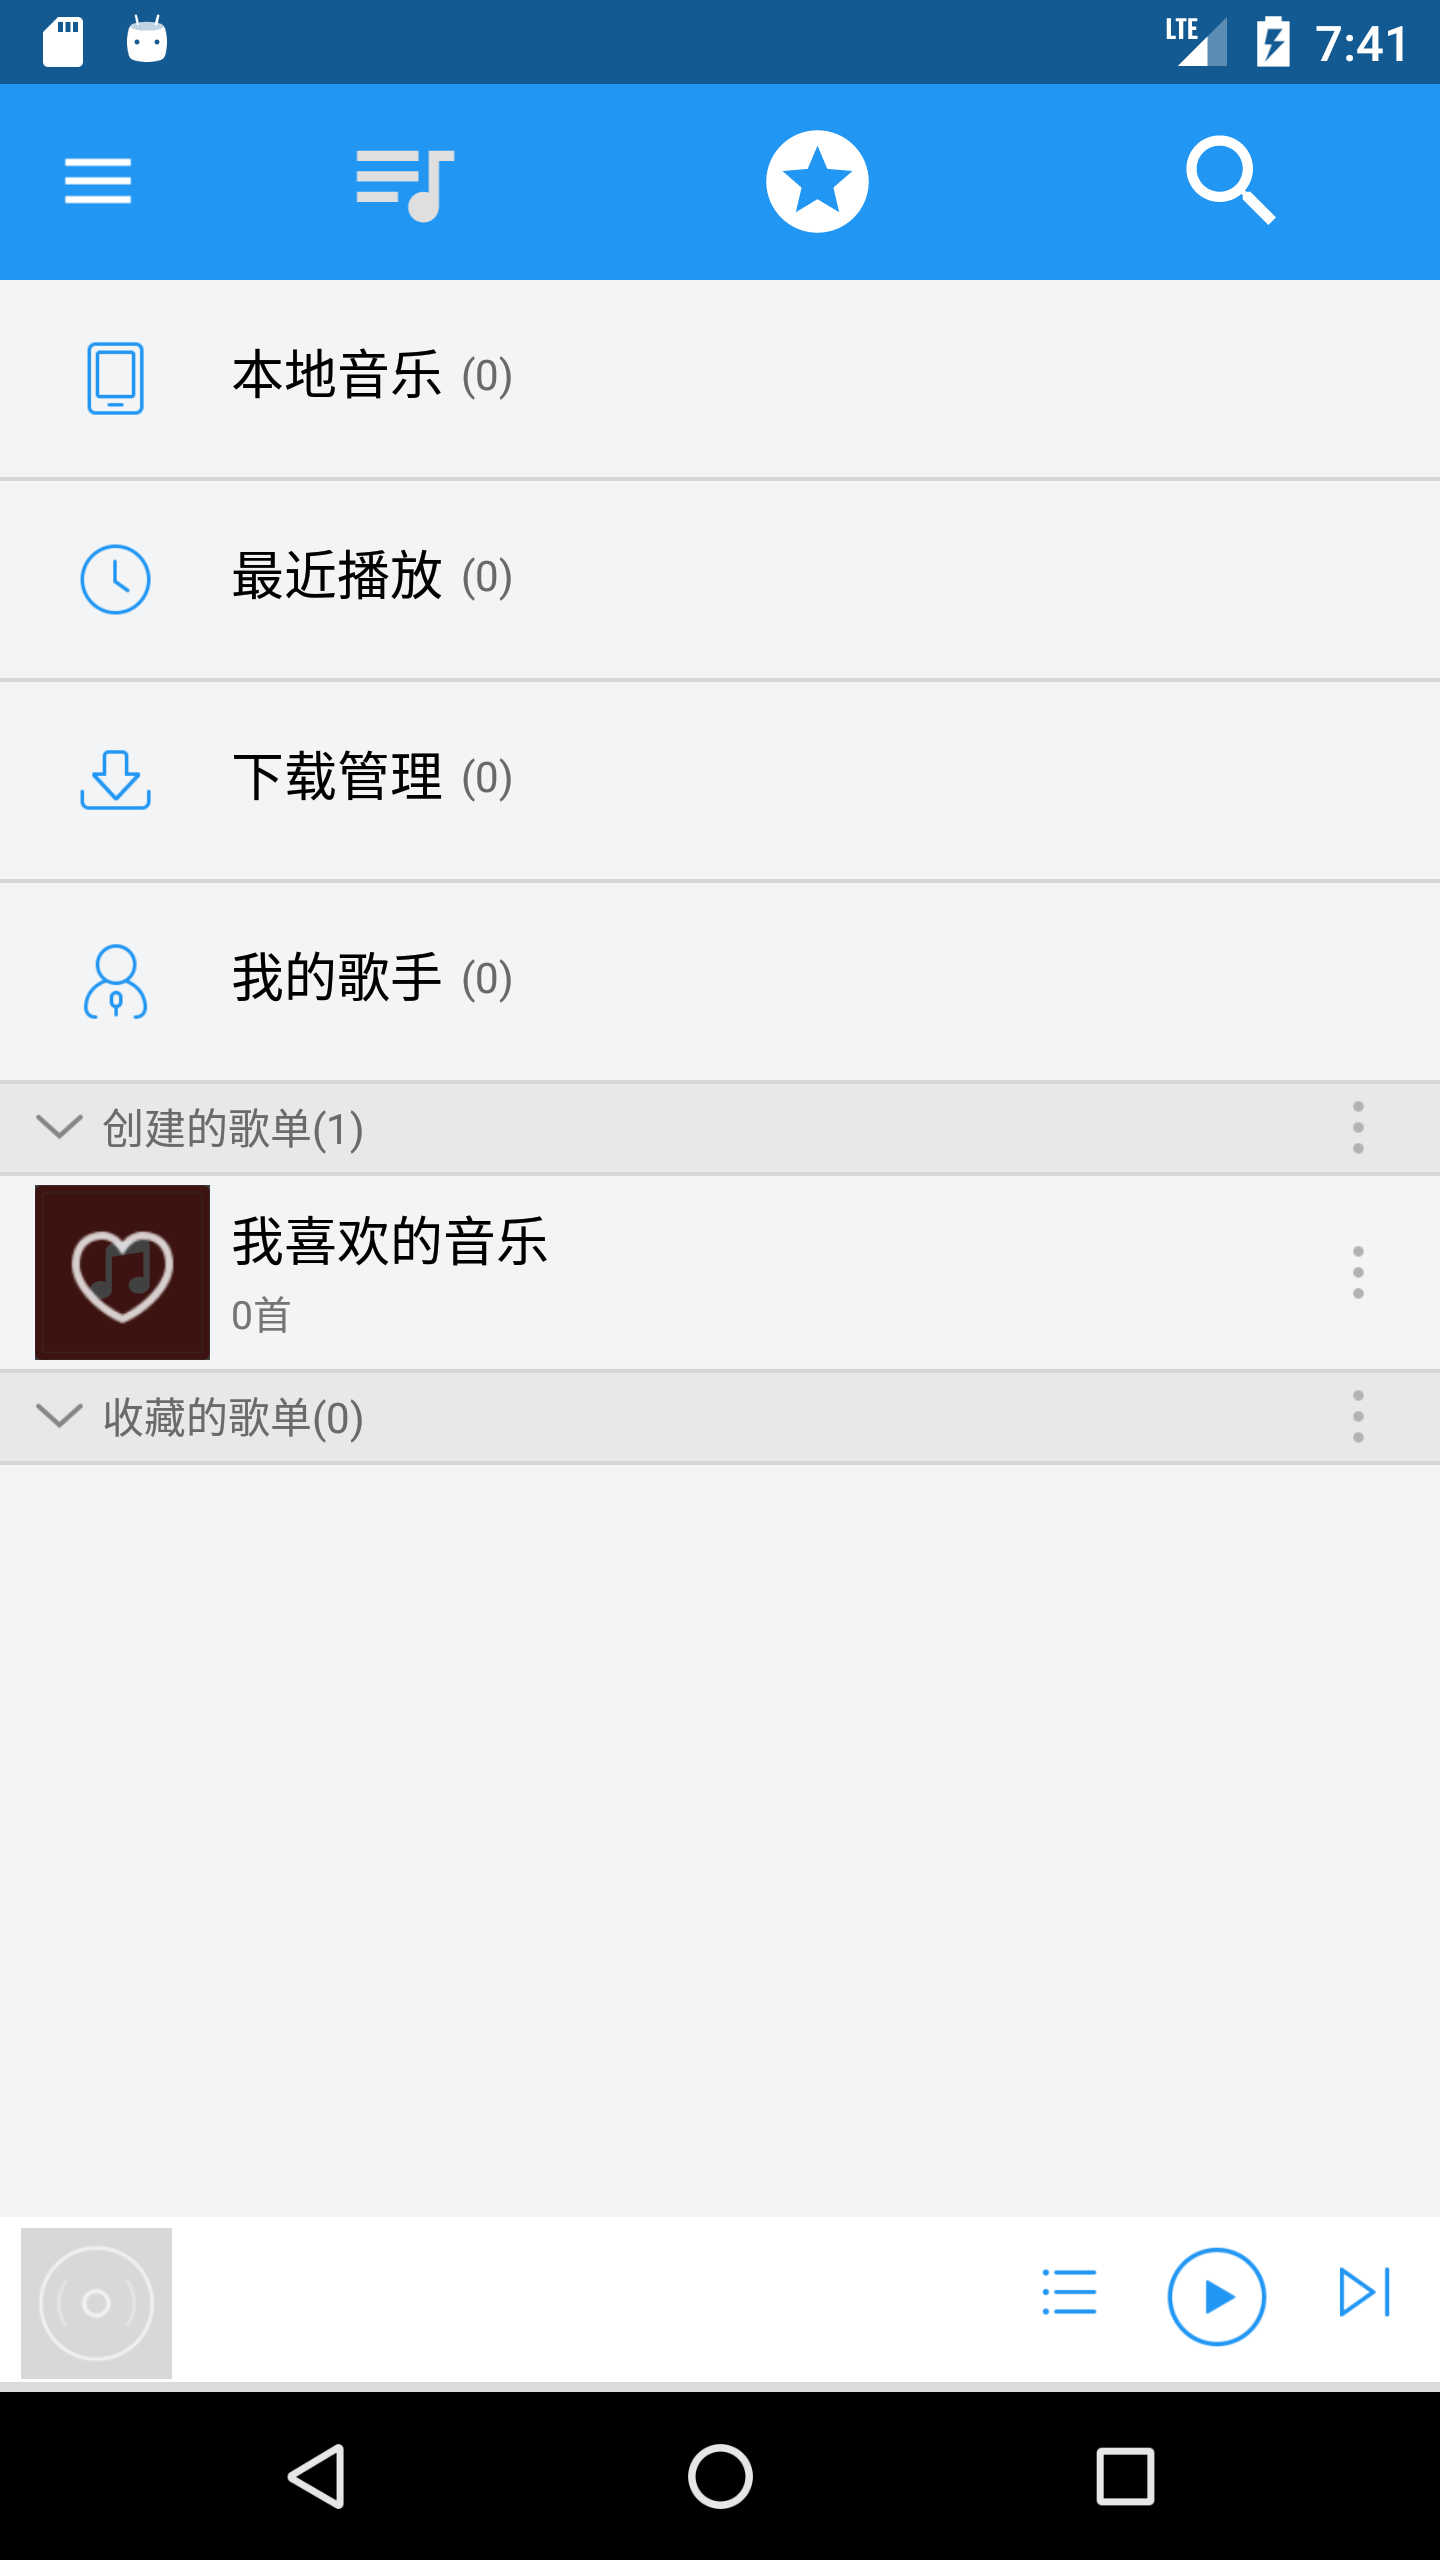 LTE 7:41
本地音乐 (0)
最近播放 (0)
下载管理 (0)
我的歌手 (0)
创建的歌单(1)
我喜欢的音乐
0首
收藏的歌单(0)